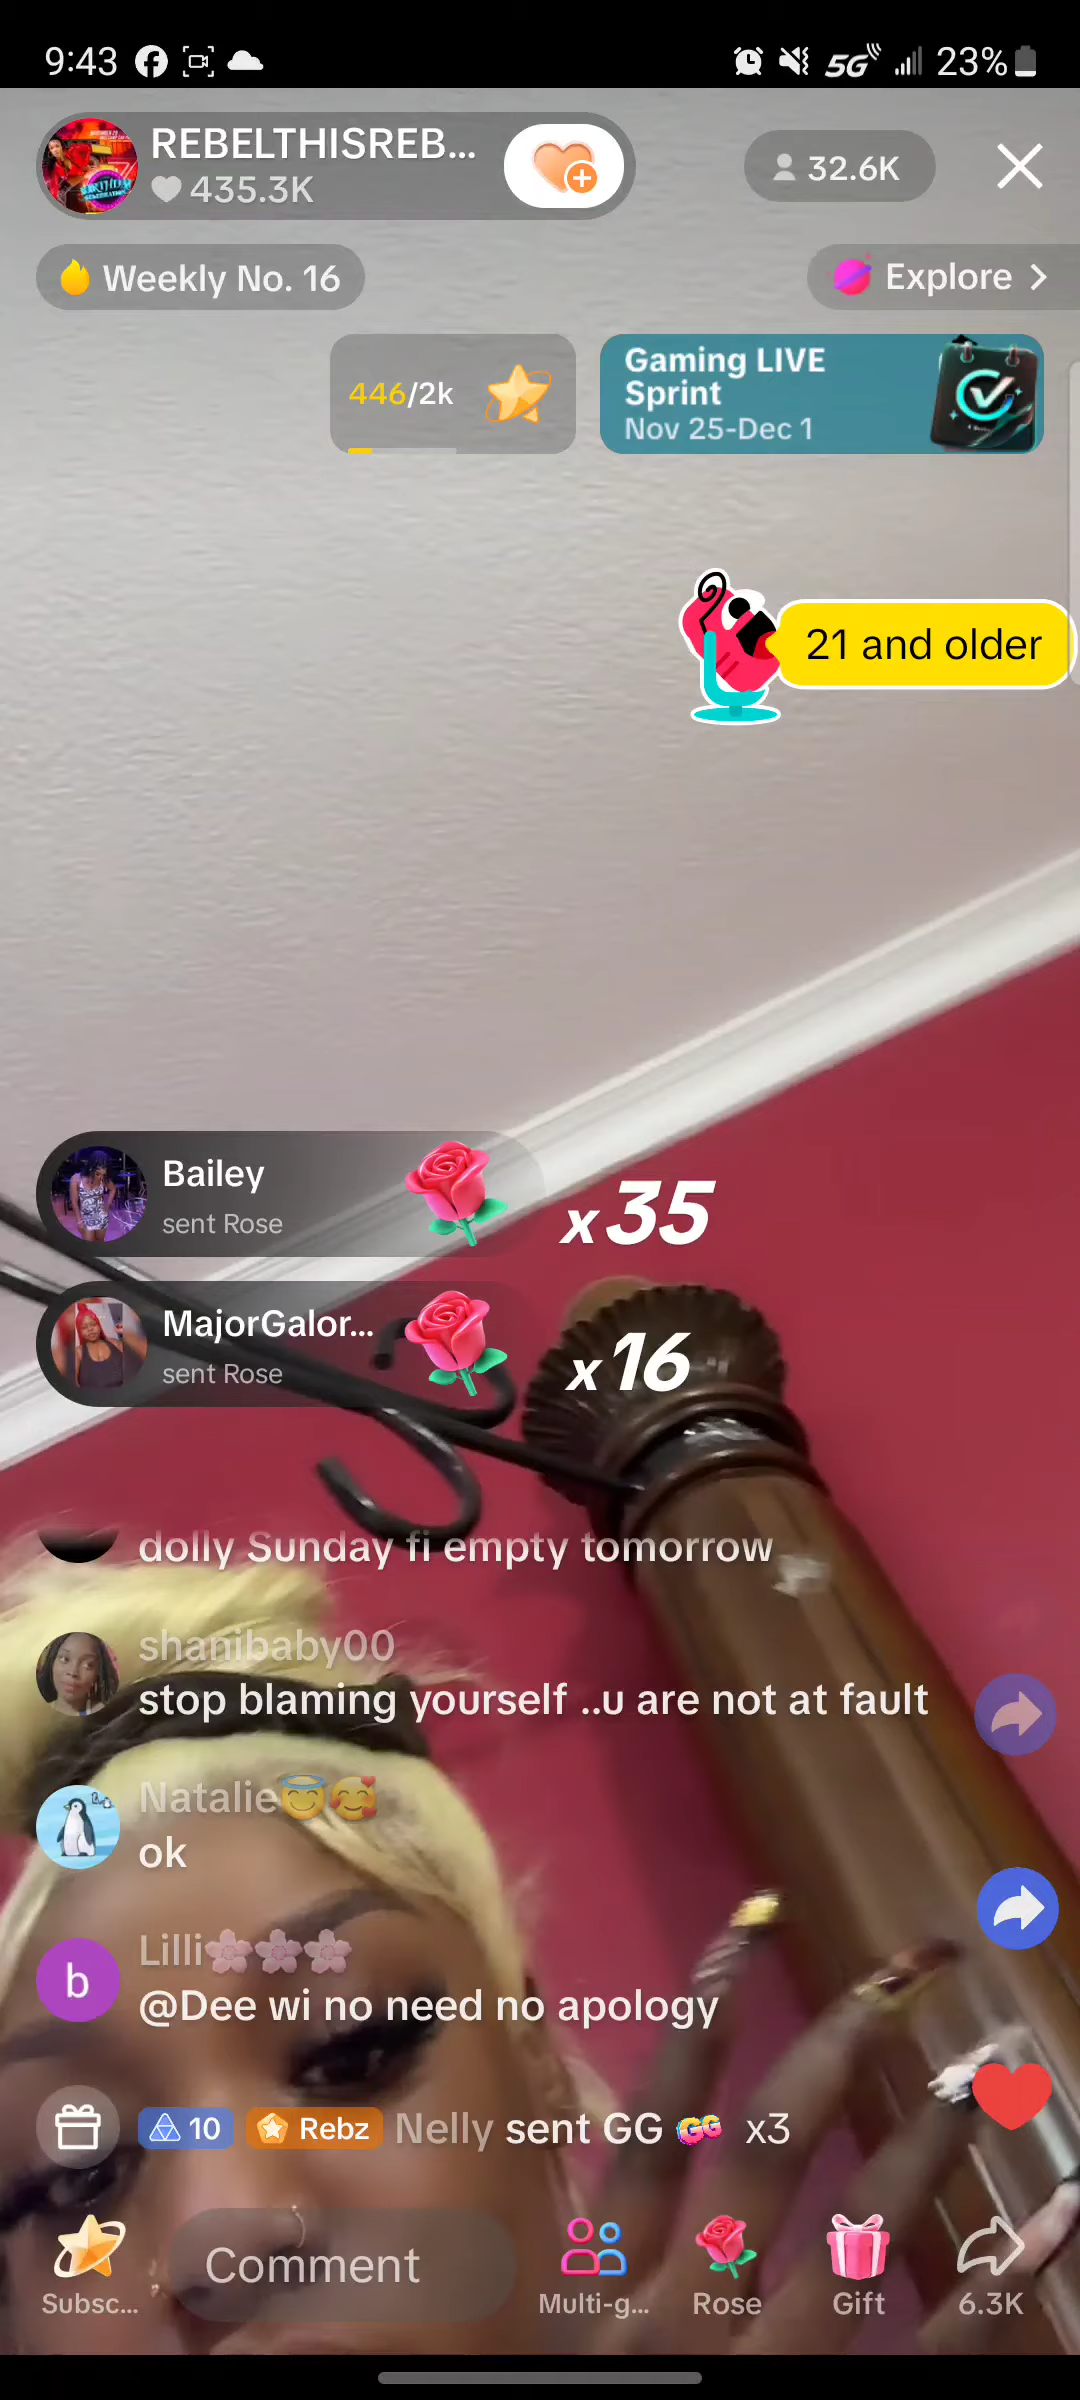 9:43
5G
23%
REBELTHISREB...
435.3K
32.6K
Weekly No. 16
Explore >
446/2k
Gaming LIVE
Sprint
Nov 25-Dec 1
21 and older
Bailey
sent Rose
x35
MajorGalor...
sent Rose
x16
dolly Sunday fi empty tomorrow
shanibaby00
stop blaming yourself ..u are not at fault
Natalie😇🥰
ok
b
Lilli🌸🌸🌸
@Dee wi no need no apology
10 Rebz Nelly sent GG GG x3
Comment
Subsc...
Multi-g...
Rose
Gift
6.3K